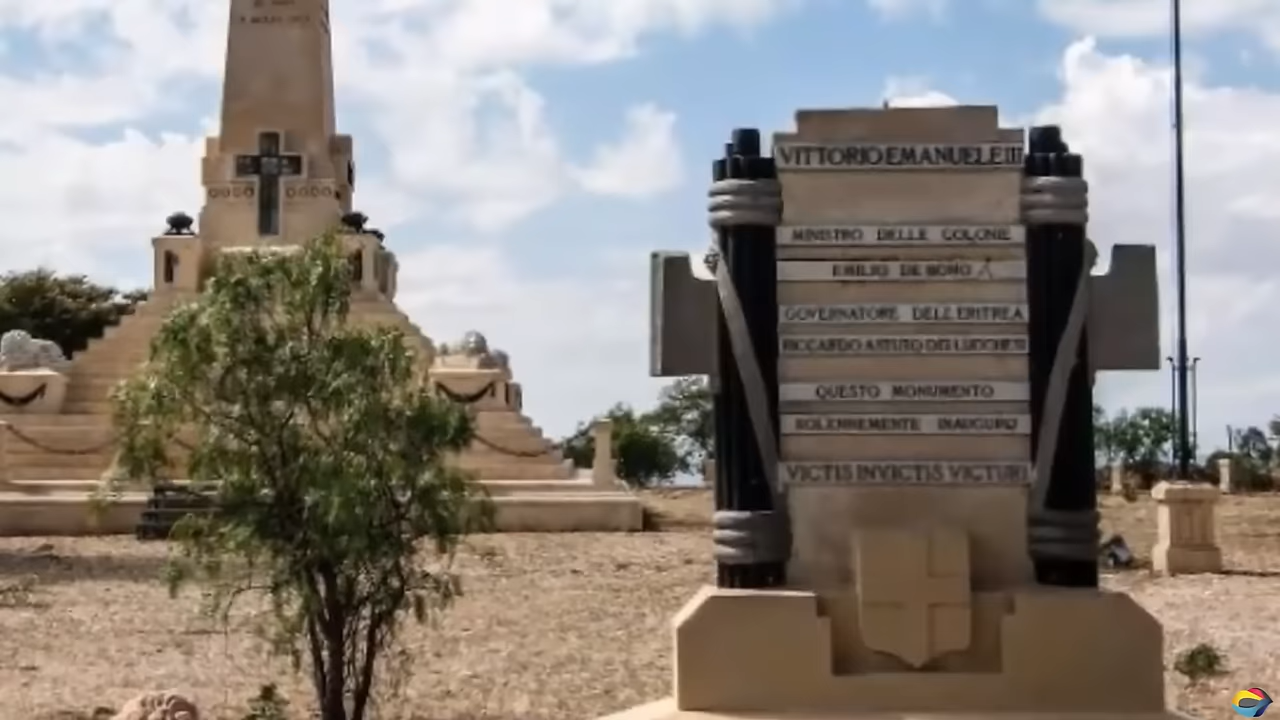 VITTORIO EMANUELE III
MINISTRO DELLE COLONIE
EMILIO DE BONO
GOVERNATORE DELL'ERITREA
RICCARDO ASTUTO DEI LUCCHESI
QUESTO MONUMENTO
SOLENNEMENTE INAUGURÒ
VICTIS INVICTIS VICTURI